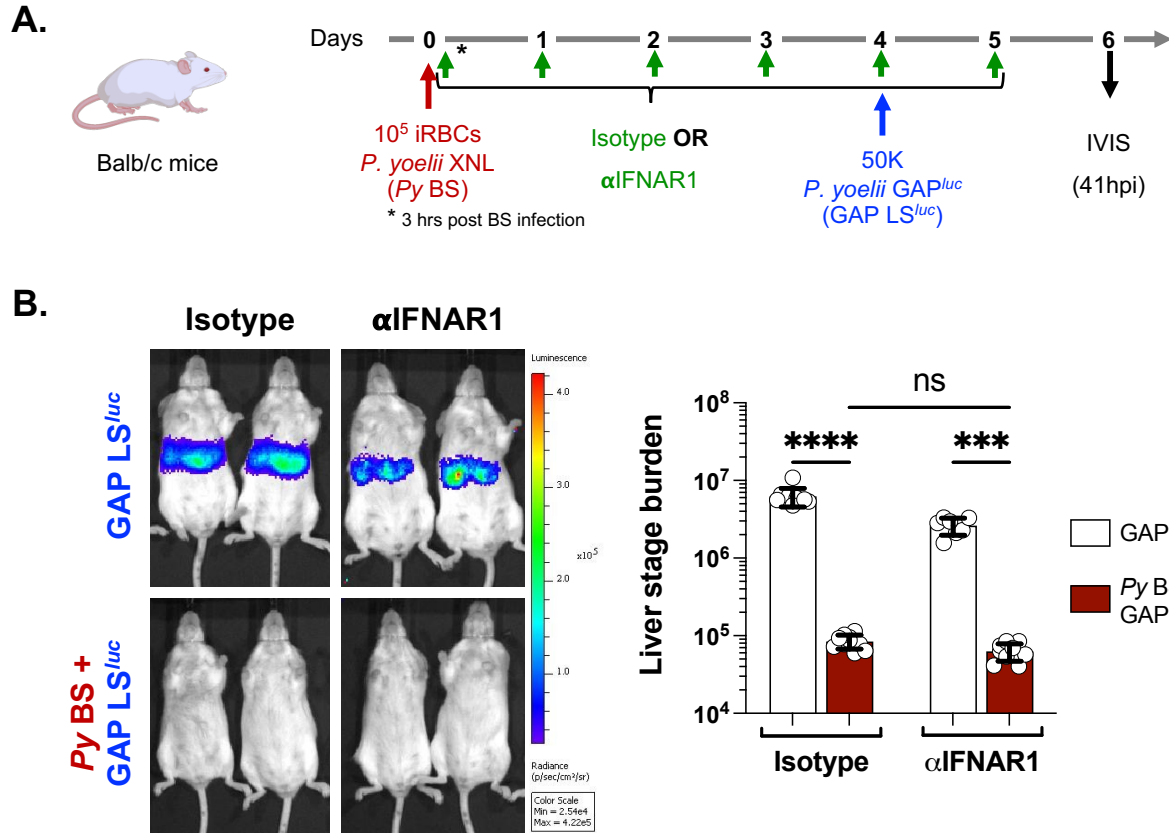 A.
Days 0 1 2 3 4 5 6
*
Balb/c mice
10⁵ iRBCs
P. yoelii XNL
(Py BS)
* 3 hrs post BS infection
Isotype OR
αIFNAR1
50K
P. yoelii GAPˡᵘᶜ
(GAP LSˡᵘᶜ)
IVIS
(41hpi)
B.
Isotype αIFNAR1
GAP LSˡᵘᶜ
Py BS +
GAP LSˡᵘᶜ
Luminescence
4.0
3.0
x10⁵
2.0
1.0
Radiance
(p/sec/cm²/sr)
Color Scale
Min = 2.54e4
Max = 4.22e5
Liver stage burden
10⁸
10⁷
10⁶
10⁵
10⁴
ns
**** ***
Isotype αIFNAR1
GAP
Py B
GAP